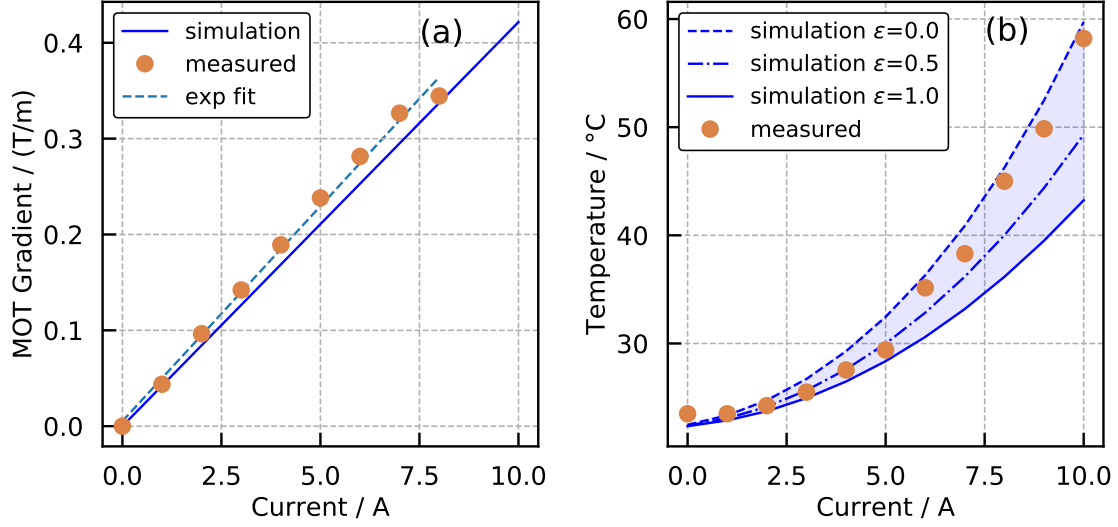 (a)
simulation
measured
exp fit
MOT Gradient / (T/m)
0.4
0.3
0.2
0.1
0.0
0.0 2.5 5.0 7.5 10.0
Current / A
(b)
simulation ε=0.0
simulation ε=0.5
simulation ε=1.0
measured
Temperature / °C
60
50
40
30
0.0 2.5 5.0 7.5 10.0
Current / A